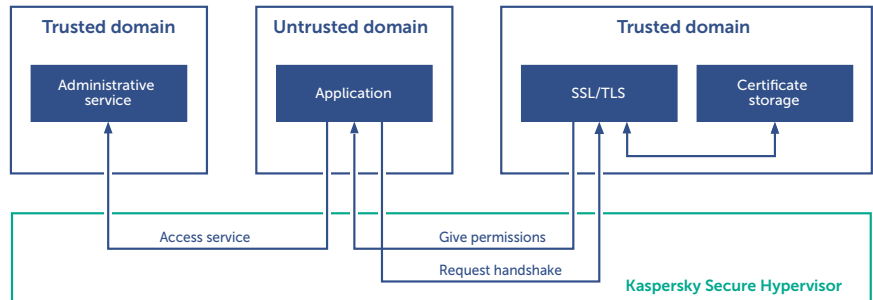 Trusted domain
Untrusted domain
Trusted domain
Administrative
service
Application
SSL/TLS
Certificate
storage
Access service
Give permissions
Request handshake
Kaspersky Secure Hypervisor